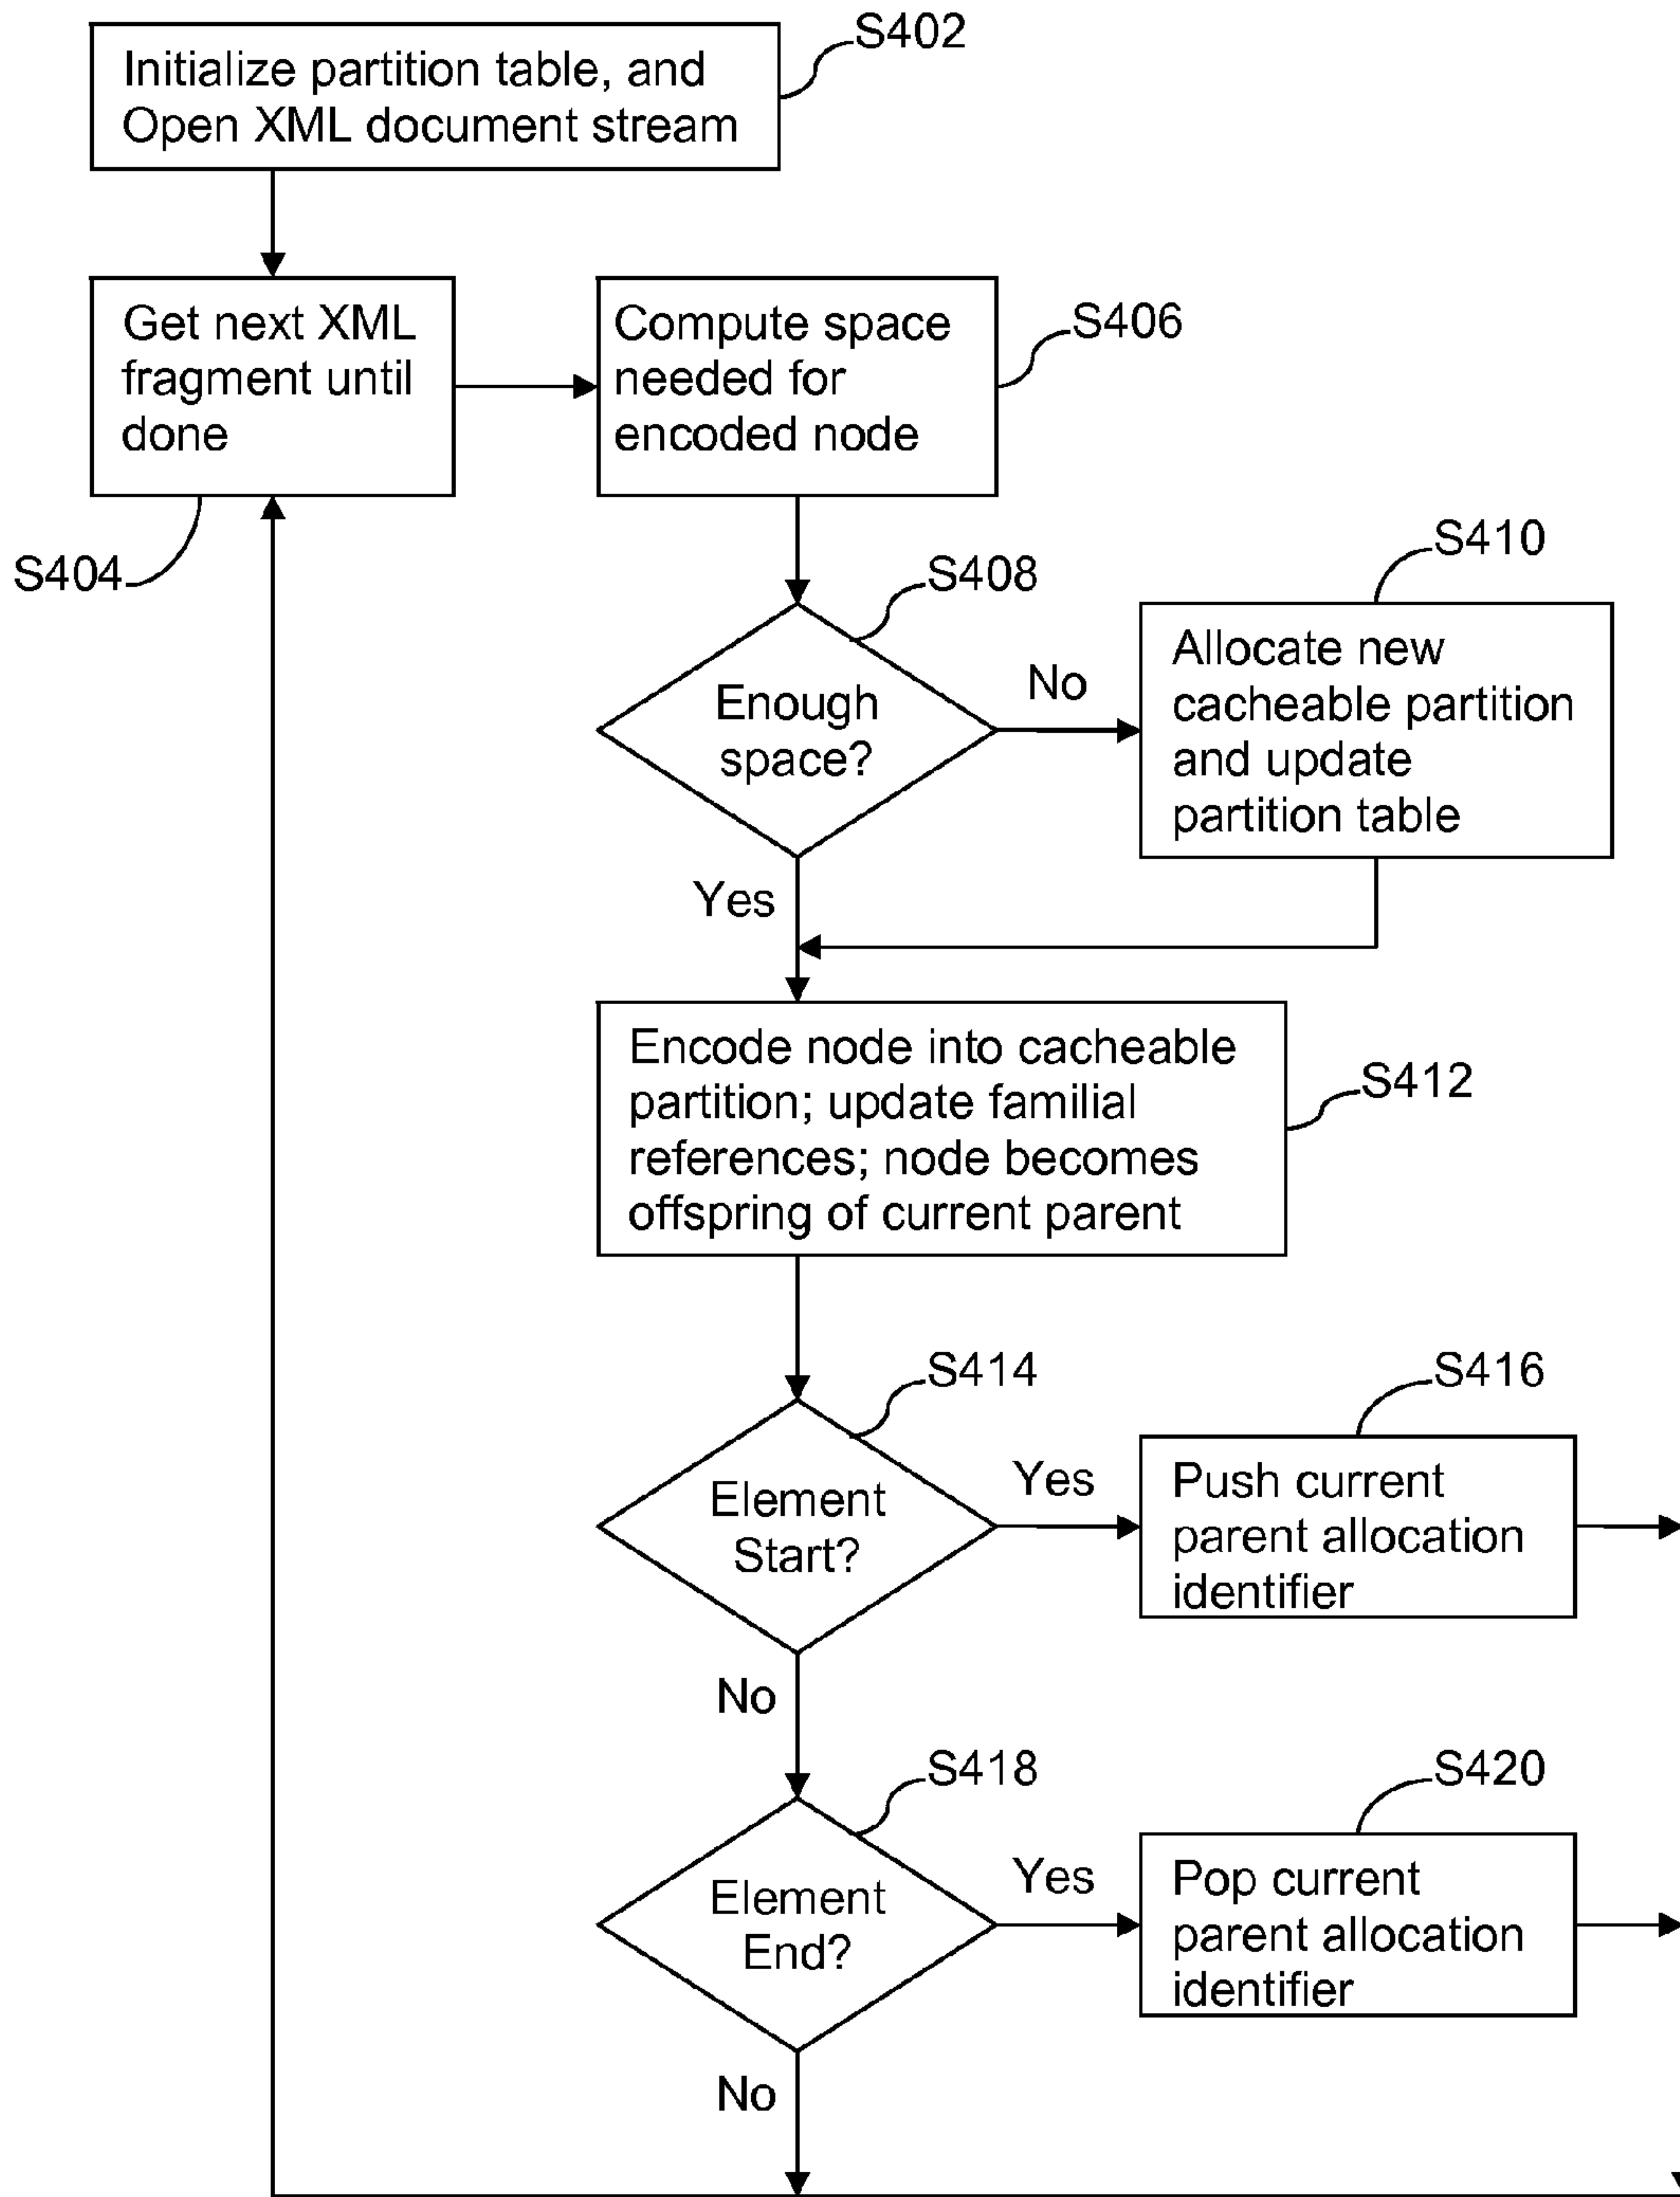 S402
Initialize partition table, and
Open XML document stream
Get next XML
fragment until
done
S404
Compute space
needed for
encoded node
S406
S408
Enough
space?
No
Yes
S410
Allocate new
cacheable partition
and update
partition table
Encode node into cacheable
partition; update familial
references; node becomes
offspring of current parent
S412
S414
Element
Start?
Yes
No
S416
Push current
parent allocation
identifier
S418
Element
End?
Yes
No
S420
Pop current
parent allocation
identifier